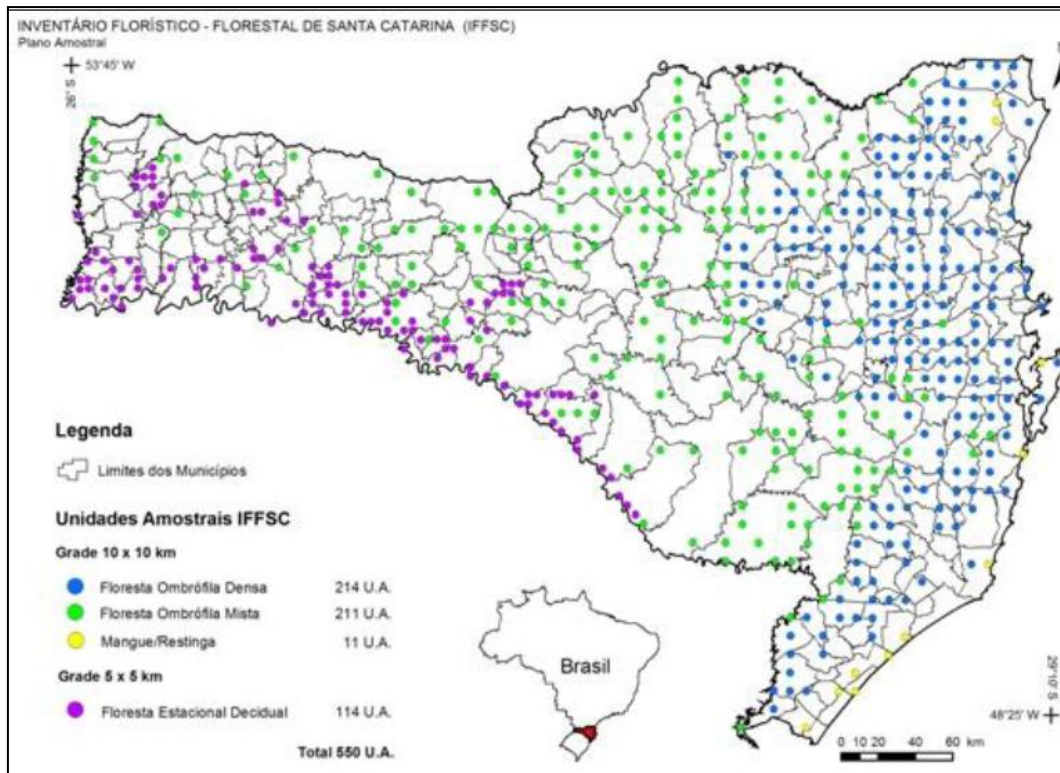 INVENTÁRIO FLORÍSTICO - FLORESTAL DE SANTA CATARINA (IFFSC)
Plano Amostral
53°45' W
26° S
Legenda
Limites dos Municípios
Unidades Amostrais IFFSC
Grade 10 x 10 km
Floresta Ombrófila Densa 214 U.A.
Floresta Ombrófila Mista 211 U.A.
Mangue/Restinga 11 U.A.
Grade 5 x 5 km
Floresta Estacional Decidual 114 U.A.
Total 550 U.A.
Brasil
29°10' S
48°25' W
0 10 20 40 60 km